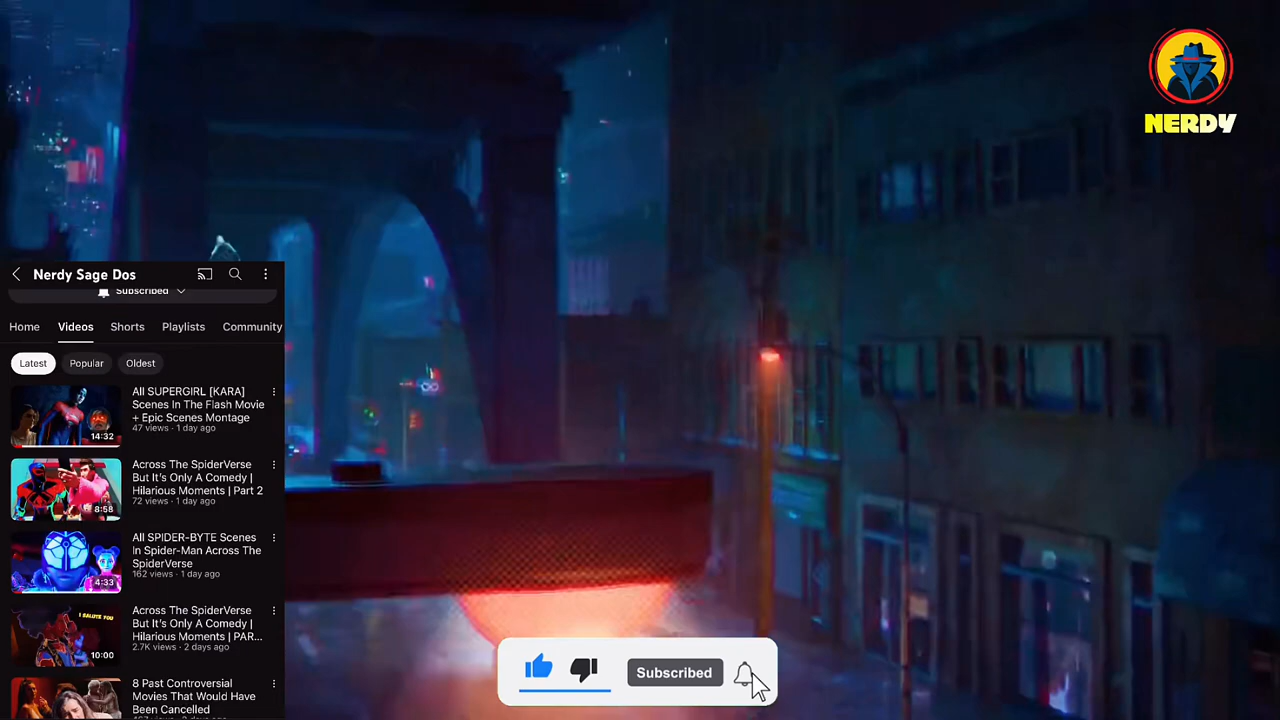 NERDY
Nerdy Sage Dos
Subscribed
Home Videos Shorts Playlists Community
Latest Popular Oldest
All SUPERGIRL [KARA]
Scenes In The Flash Movie
+ Epic Scenes Montage
47 views · 1 day ago
14:32
Across The SpiderVerse
But It's Only A Comedy |
Hilarious Moments | Part 2
72 views · 1 day ago
8:58
All SPIDER-BYTE Scenes
In Spider-Man Across The
SpiderVerse
162 views · 1 day ago
4:33
Across The SpiderVerse
But It's Only A Comedy |
Hilarious Moments | PAR...
2.7K views · 2 days ago
I SALUTE YOU
10:00
8 Past Controversial
Movies That Would Have
Been Cancelled
Subscribed